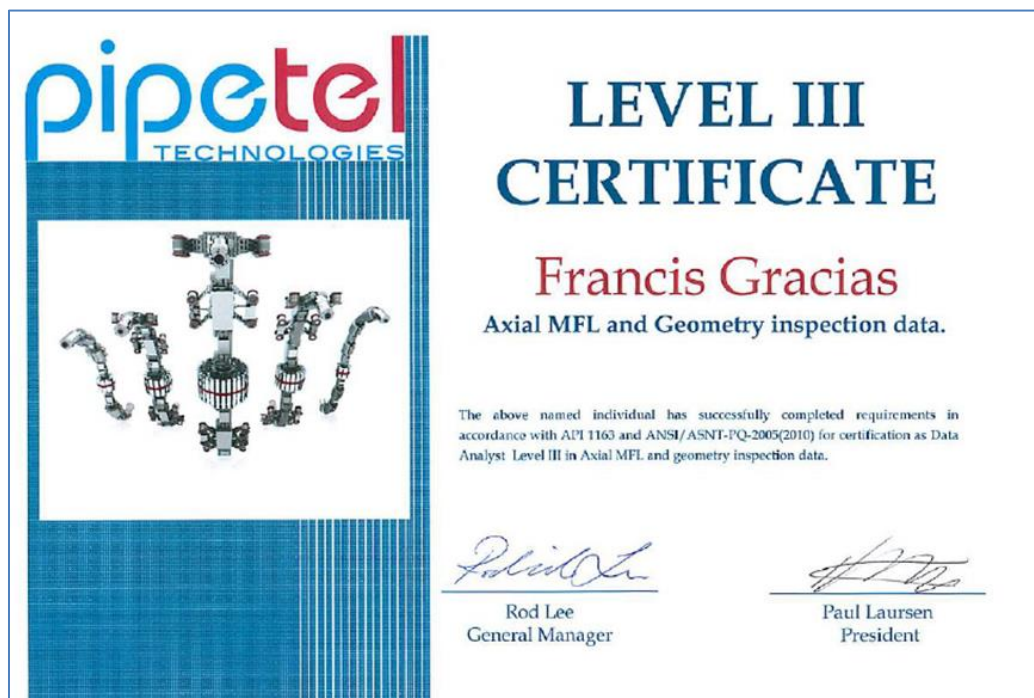 pipetel
TECHNOLOGIES
LEVEL III
CERTIFICATE
Francis Gracias
Axial MFL and Geometry inspection data.
The above named individual has successfully completed requirements in
accordance with API 1163 and ANSI/ASNT-PQ-2005(2010) for certification as Data
Analyst Level III in Axial MFL and geometry inspection data.
Rod Lee
General Manager
Paul Laursen
President